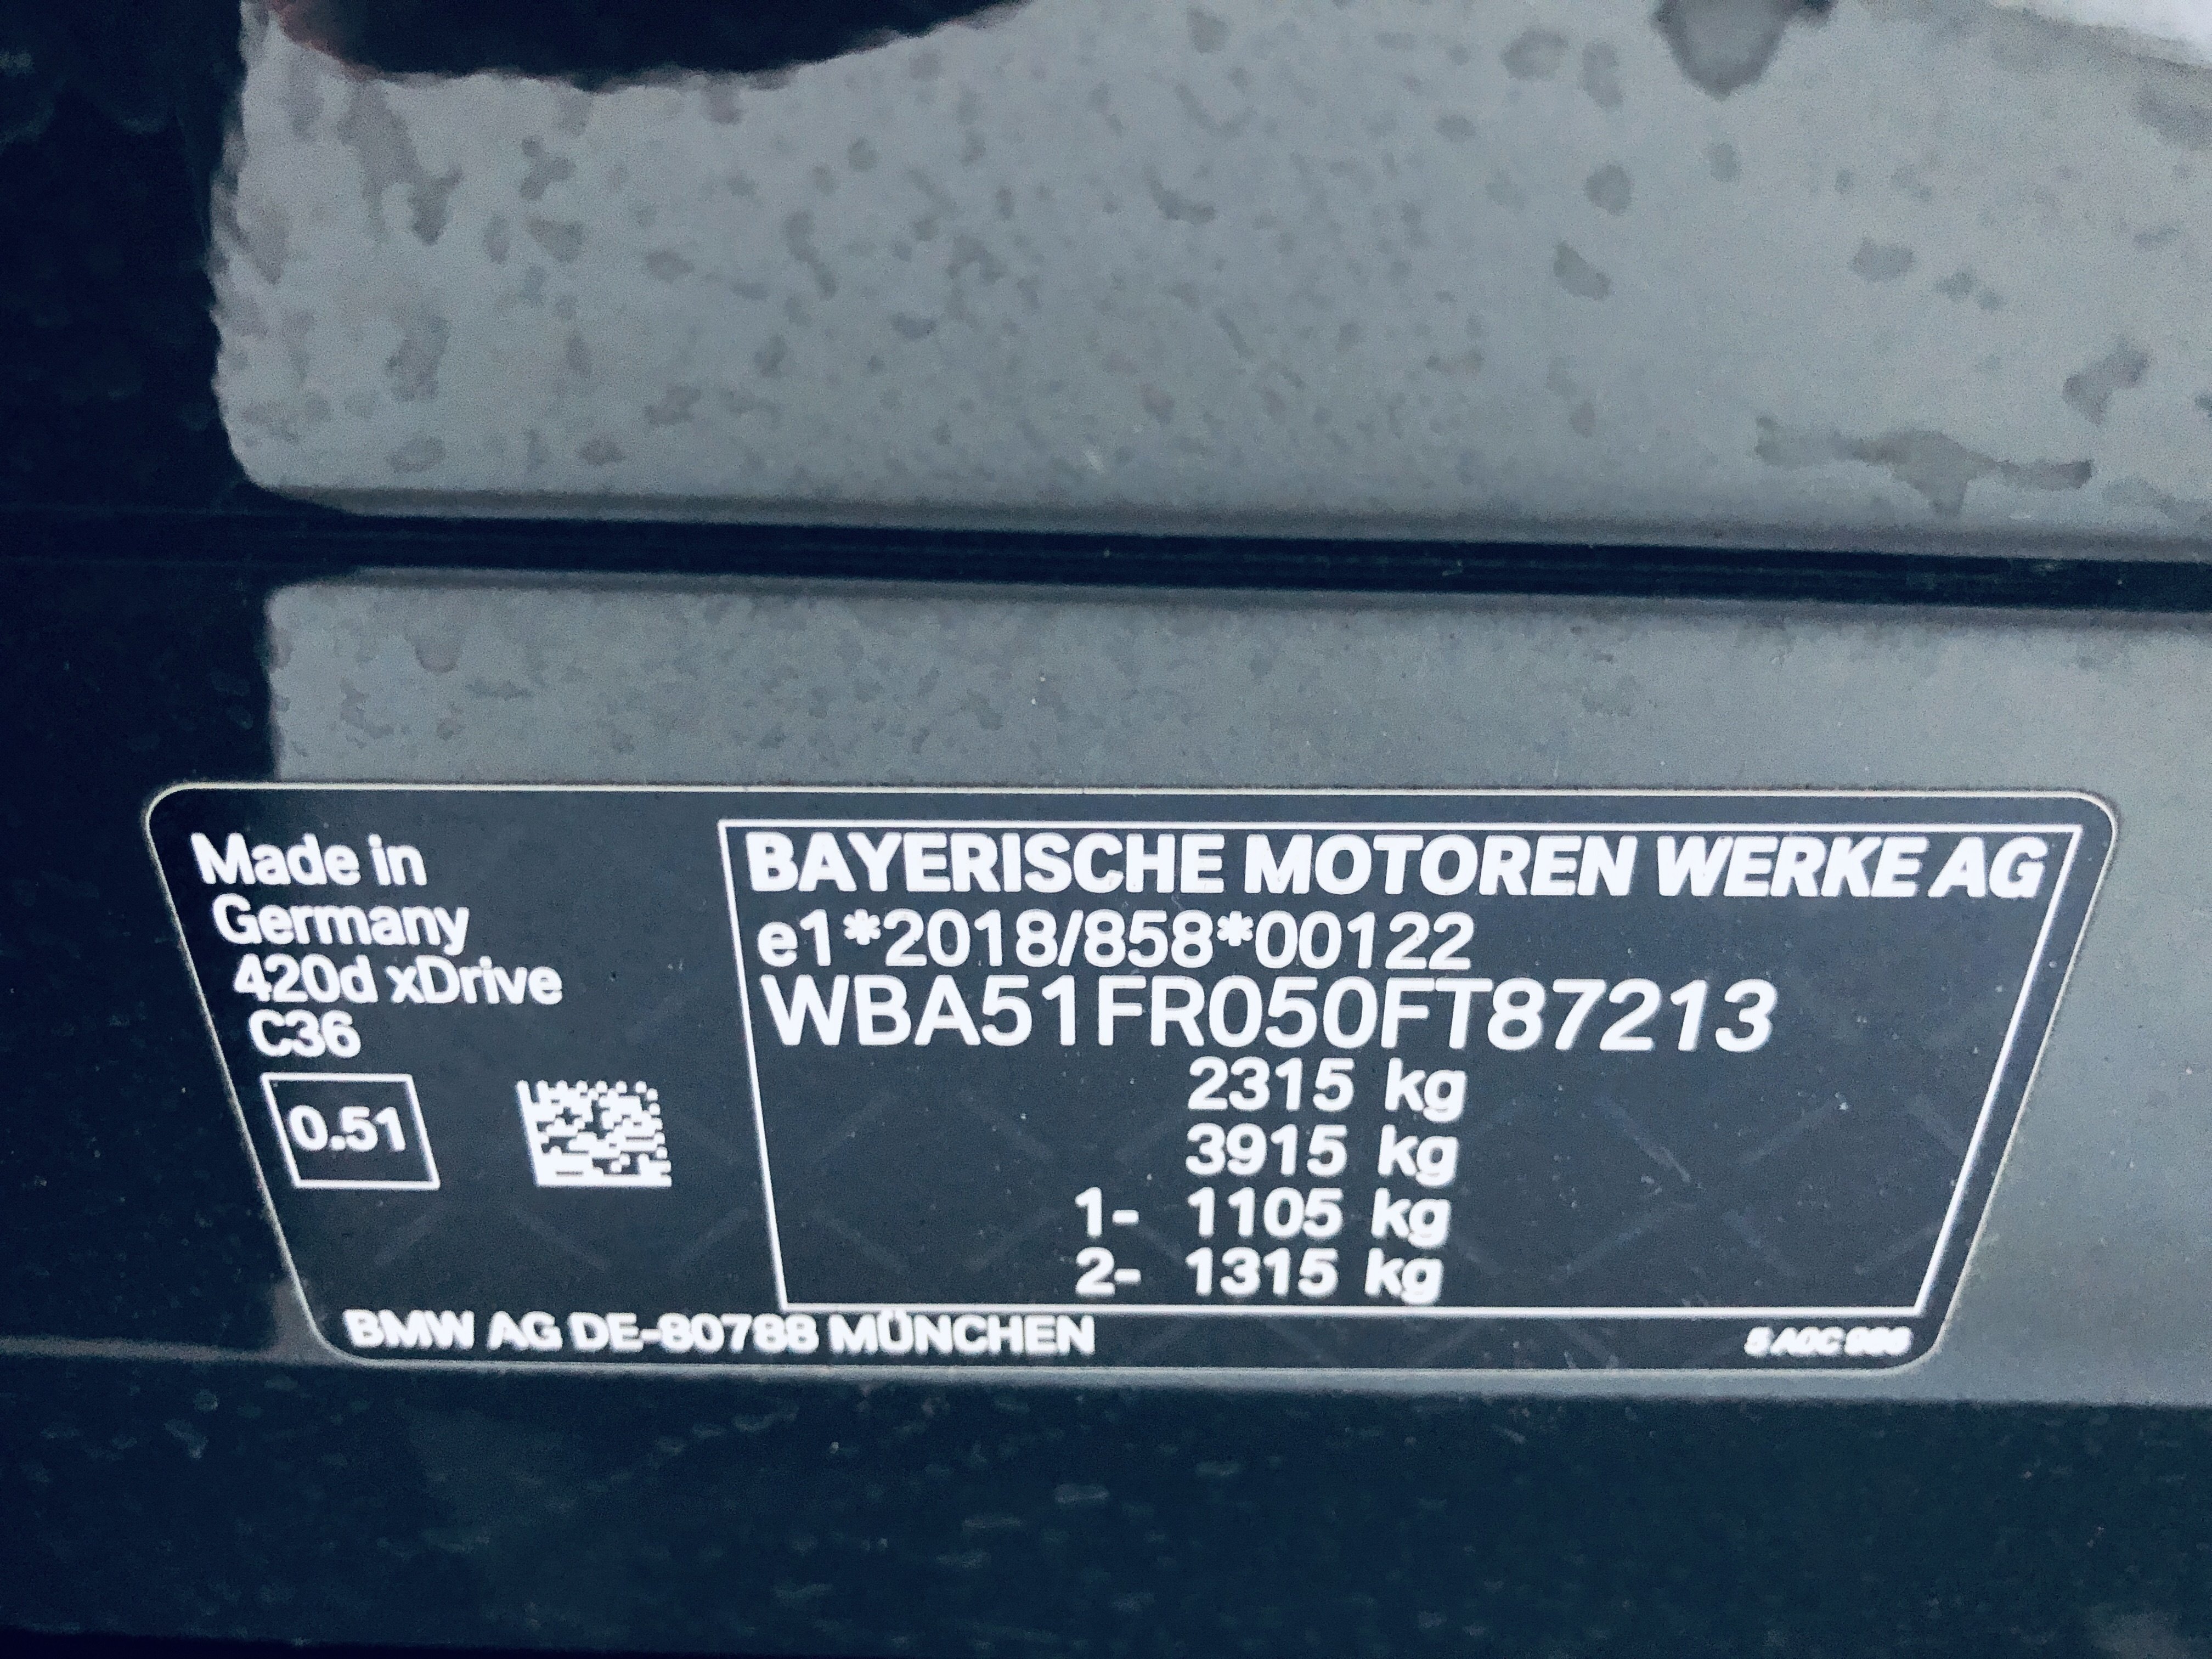 Made in
Germany
420d xDrive
C36
0.51
BAYERISCHE MOTOREN WERKE AG
e1*2018/858*00122
WBA51FR050FT87213
2315 kg
3915 kg
1- 1105 kg
2- 1315 kg
BMW AG DE-80788 MÜNCHEN